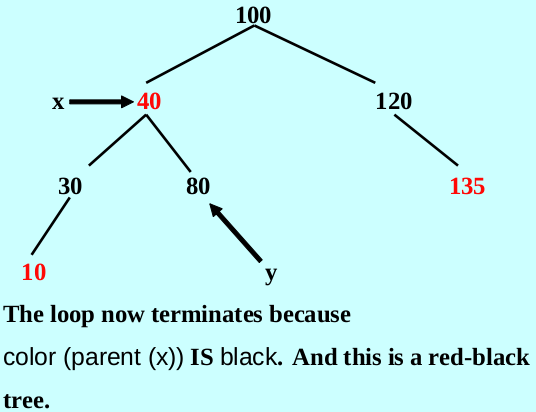 100
x 40 120
30 80 135
10 y
The loop now terminates because
color (parent (x)) IS black. And this is a red-black
tree.